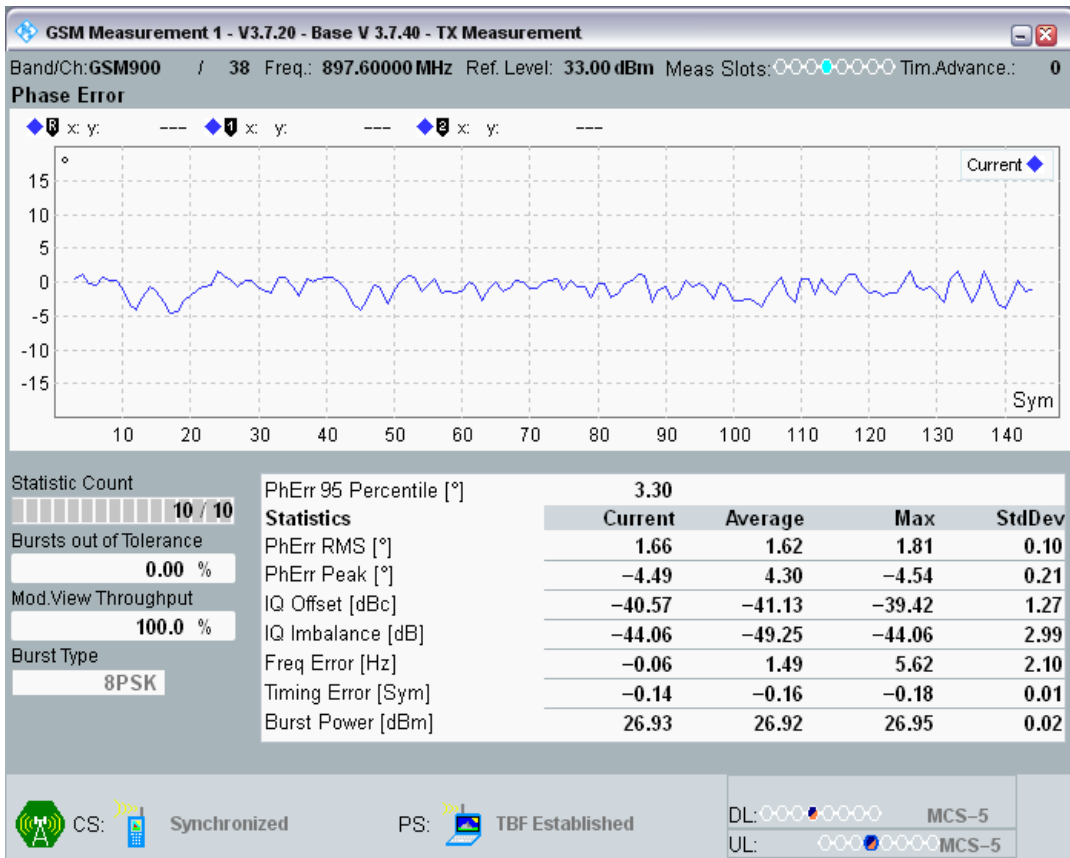 GSM Measurement 1 - V3.7.20 - Base V 3.7.40 - TX Measurement
Band/Ch:GSM900 / 38 Freq.: 897.60000 MHz Ref. Level: 33.00 dBm Meas Slots: Tim.Advance.: 0
Phase Error
R x: y: --- 1 x: y: --- 2 x: y: ---
° Current
15
10
5
0
-5
-10
-15
Sym
10 20 30 40 50 60 70 80 90 100 110 120 130 140
Statistic Count
10 / 10
Bursts out of Tolerance
0.00 %
Mod.View Throughput
100.0 %
Burst Type
8PSK
PhErr 95 Percentile [°] 3.30
Statistics Current Average Max StdDev
PhErr RMS [°] 1.66 1.62 1.81 0.10
PhErr Peak [°] −4.49 4.30 −4.54 0.21
IQ Offset [dBc] −40.57 −41.13 −39.42 1.27
IQ Imbalance [dB] −44.06 −49.25 −44.06 2.99
Freq Error [Hz] −0.06 1.49 5.62 2.10
Timing Error [Sym] −0.14 −0.16 −0.18 0.01
Burst Power [dBm] 26.93 26.92 26.95 0.02
CS: Synchronized PS: TBF Established
DL: MCS−5
UL: MCS−5